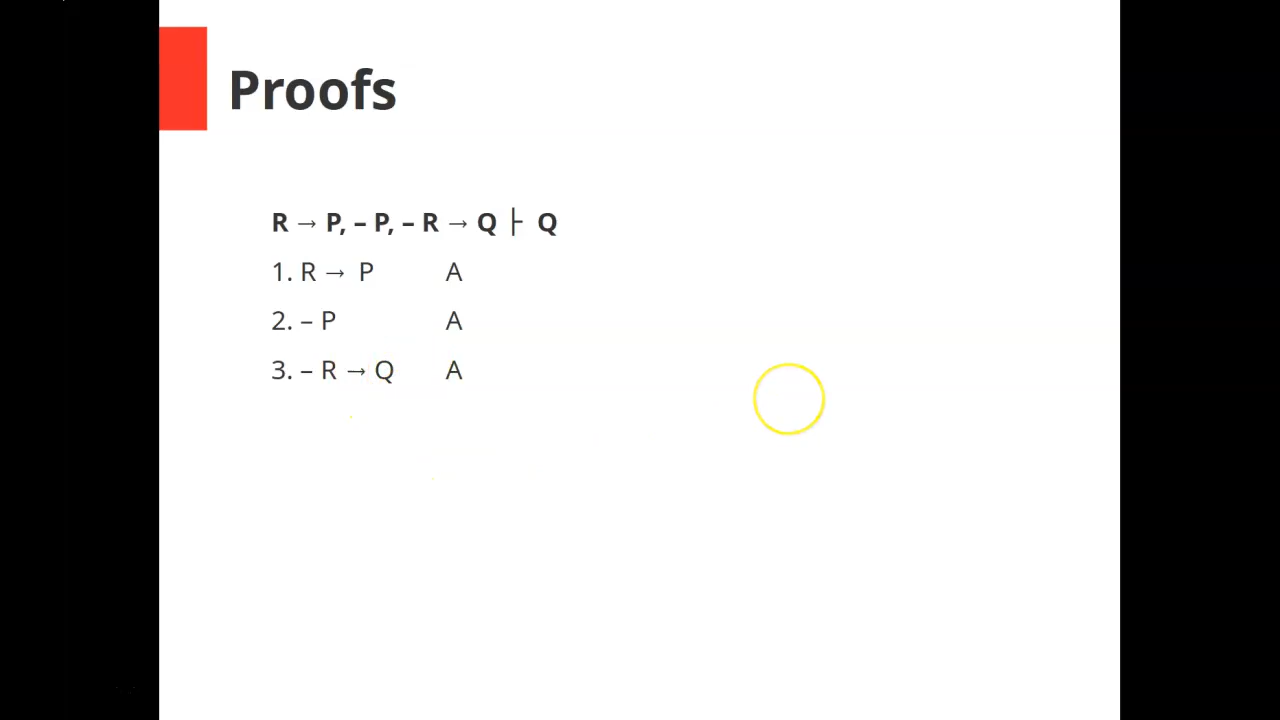 Proofs
R → P, – P, – R → Q ├ Q
1. R → P A
2. – P A
3. – R → Q A